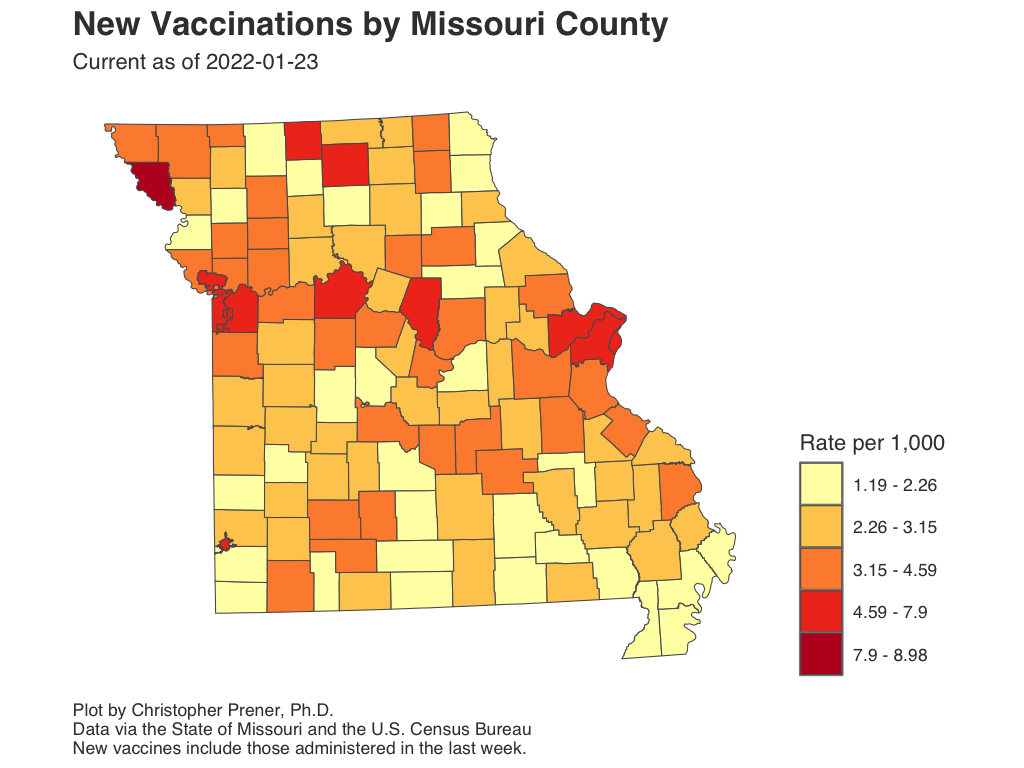 New Vaccinations by Missouri County
Current as of 2022-01-23
Rate per 1,000
1.19 - 2.26
2.26 - 3.15
3.15 - 4.59
4.59 - 7.9
7.9 - 8.98
Plot by Christopher Prener, Ph.D.
Data via the State of Missouri and the U.S. Census Bureau
New vaccines include those administered in the last week.